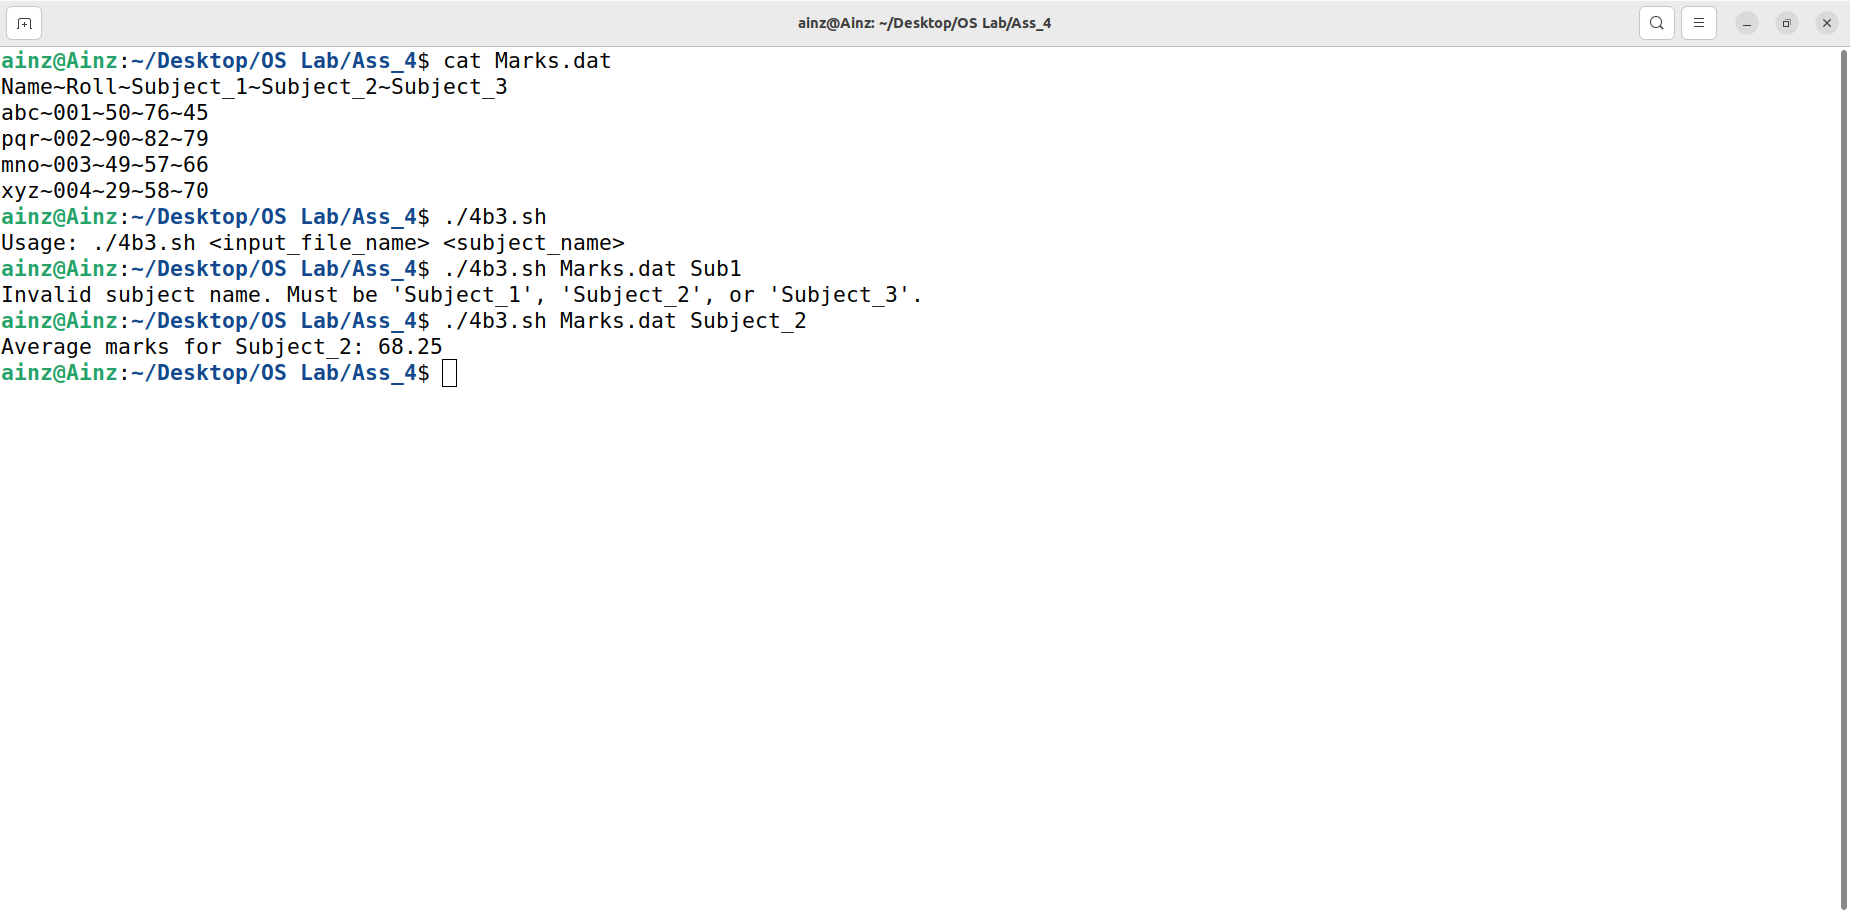 ainz@Ainz: ~/Desktop/OS Lab/Ass_4
ainz@Ainz:~/Desktop/OS Lab/Ass_4$ cat Marks.dat
Name~Roll~Subject_1~Subject_2~Subject_3
abc~001~50~76~45
pqr~002~90~82~79
mno~003~49~57~66
xyz~004~29~58~70
ainz@Ainz:~/Desktop/OS Lab/Ass_4$ ./4b3.sh
Usage: ./4b3.sh <input_file_name> <subject_name>
ainz@Ainz:~/Desktop/OS Lab/Ass_4$ ./4b3.sh Marks.dat Sub1
Invalid subject name. Must be 'Subject_1', 'Subject_2', or 'Subject_3'.
ainz@Ainz:~/Desktop/OS Lab/Ass_4$ ./4b3.sh Marks.dat Subject_2
Average marks for Subject_2: 68.25
ainz@Ainz:~/Desktop/OS Lab/Ass_4$